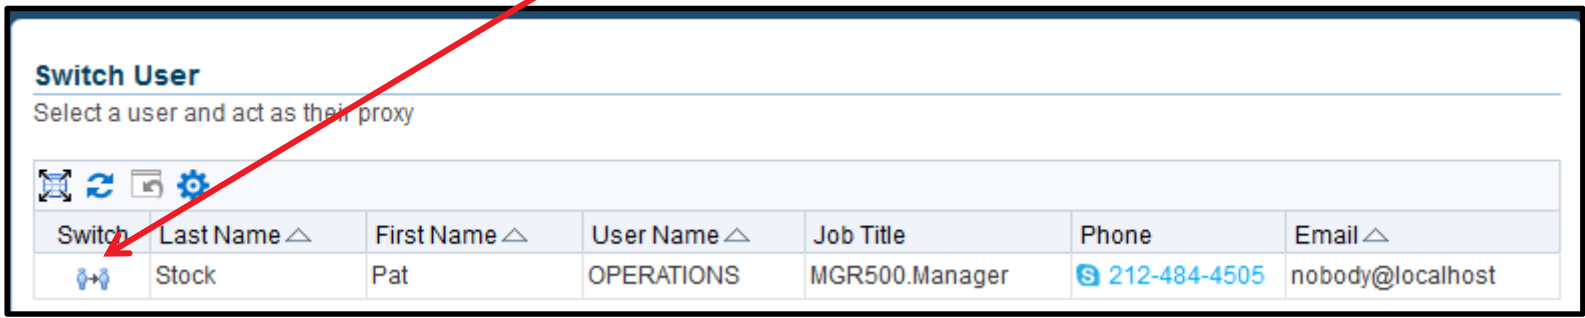 Switch User
Select a user and act as their proxy
Switch Last Name First Name User Name Job Title Phone Email
Stock Pat OPERATIONS MGR500.Manager 212-484-4505 nobody@localhost